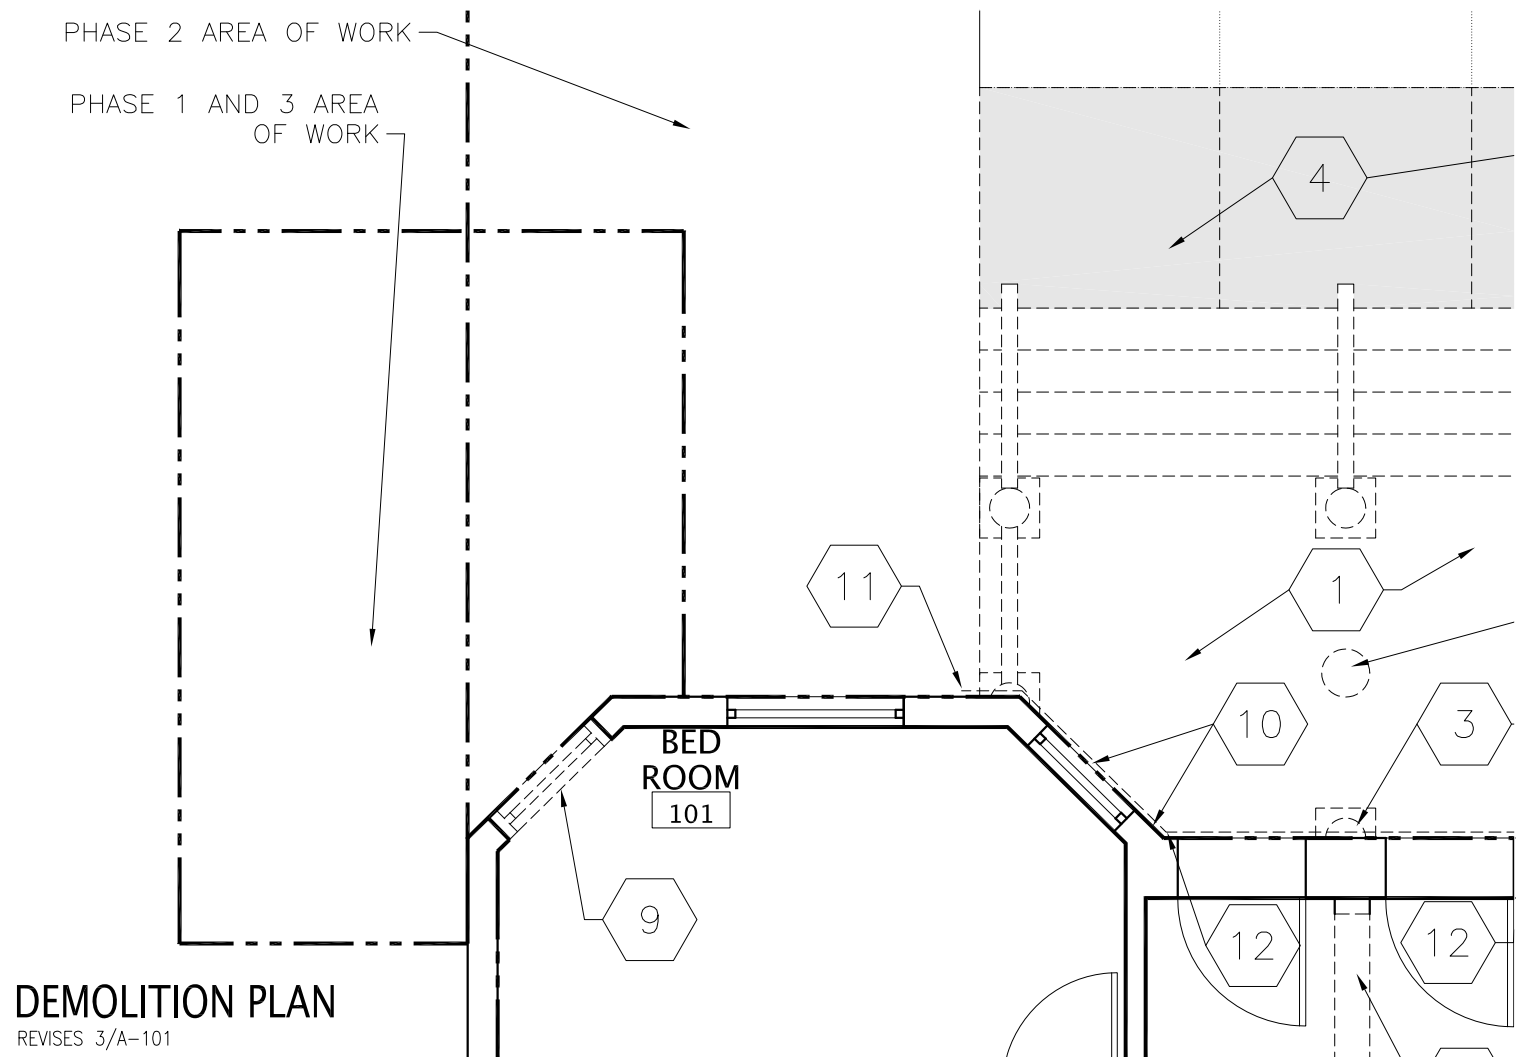 PHASE 2 AREA OF WORK
PHASE 1 AND 3 AREA
OF WORK
4
11
1
10
3
BED
ROOM
101
9
12
12
DEMOLITION PLAN
REVISES 3/A-101